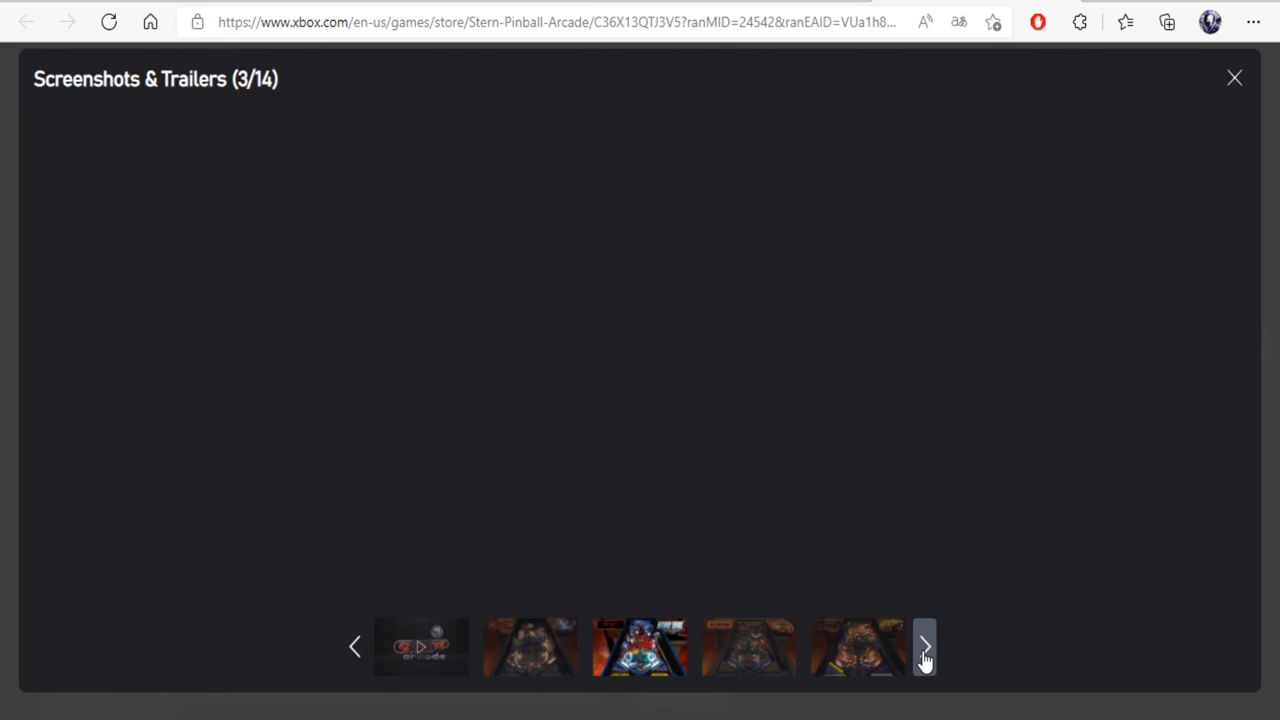 https://www.xbox.com/en-us/games/store/Stern-Pinball-Arcade/C36X13QTJ3V5?ranMID=24542&ranEAID=VUa1h8...
Screenshots & Trailers (3/14)
arcade